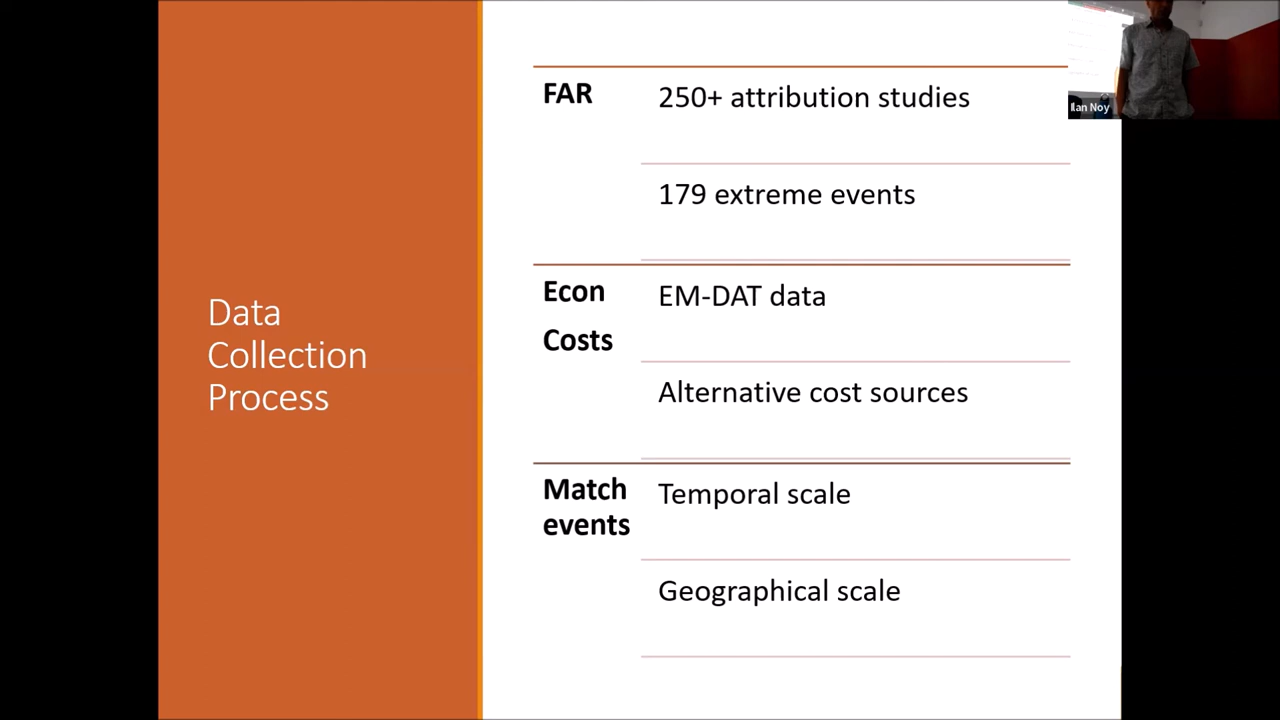 Data
Collection
Process
FAR
250+ attribution studies
179 extreme events
Econ
Costs
EM-DAT data
Alternative cost sources
Match
events
Temporal scale
Geographical scale
Ilan Noy